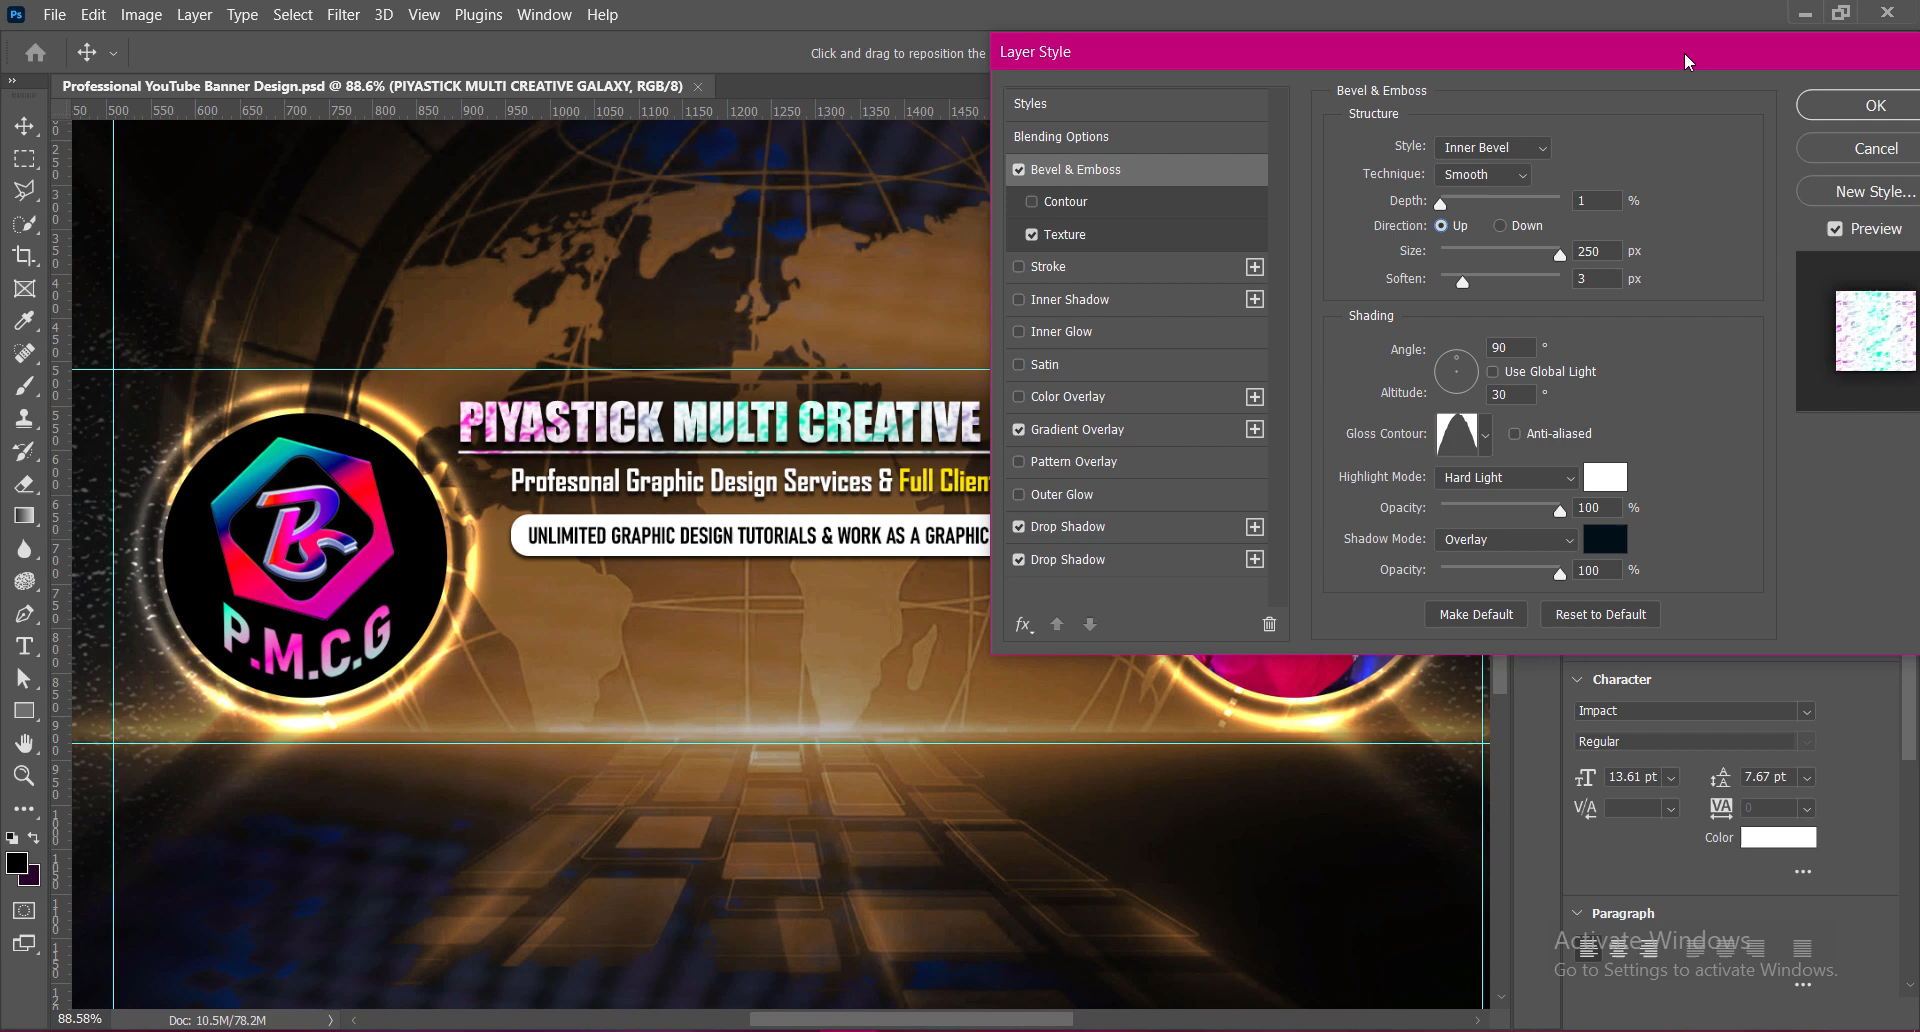 Ps File Edit Image Layer Type Select Filter 3D View Plugins Window Help
Click and drag to reposition the
Professional YouTube Banner Design.psd @ 88.6% (PIYASTICK MULTI CREATIVE GALAXY, RGB/8)
50 500 550 600 650 700 750 800 850 900 950 1000 1050 1100 1150 1200 1250 1300 1350 1400 1450
PIYASTICK MULTI CREATIVE
Profesonal Graphic Design Services & Full Clien
UNLIMITED GRAPHIC DESIGN TUTORIALS & WORK AS A GRAPHIC
P.M.C.G
Layer Style
Styles
Blending Options
Bevel & Emboss
Contour
Texture
Stroke
Inner Shadow
Inner Glow
Satin
Color Overlay
Gradient Overlay
Pattern Overlay
Outer Glow
Drop Shadow
Drop Shadow
fx
Bevel & Emboss
Structure
Style: Inner Bevel
Technique: Smooth
Depth: 1 %
Direction: Up Down
Size: 250 px
Soften: 3 px
Shading
Angle: 90 °
Use Global Light
Altitude: 30 °
Gloss Contour: Anti-aliased
Highlight Mode: Hard Light
Opacity: 100 %
Shadow Mode: Overlay
Opacity: 100 %
Make Default Reset to Default
OK
Cancel
New Style...
Preview
Character
Impact
Regular
13.61 pt 7.67 pt
0
Color
Paragraph
Activate Windows
Go to Settings to activate Windows.
88.58% Doc: 10.5M/78.2M